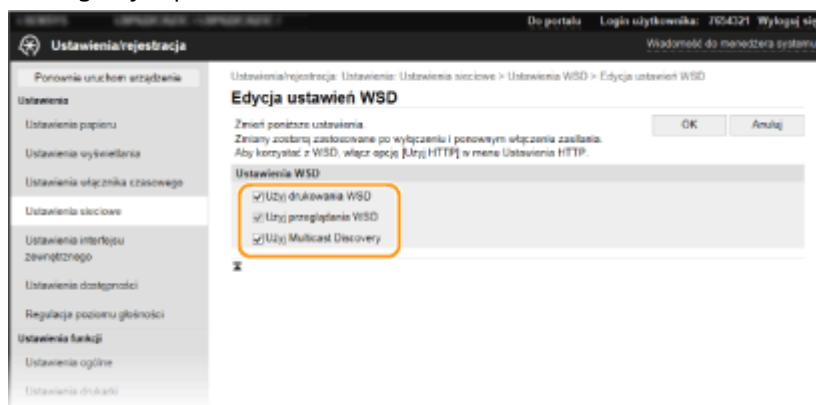 Do portalu Login użytkownika: 7654321 Wyloguj się
Ustawienia/rejestracja
Wiadomość do menedżera systemu
Ponownie uruchom urządzenie
Ustawienia
Ustawienia papieru
Ustawienia wyświetlania
Ustawienia włącznika czasowego
Ustawienia sieciowe
Ustawienia interfejsu
zewnętrznego
Ustawienia dostępności
Regulacja poziomu głośności
Ustawienia funkcji
Ustawienia ogólne
Ustawienia drukarki
Ustawienia/rejestracja: Ustawienia: Ustawienia sieciowe > Ustawienia WSD > Edycja ustawień WSD
Edycja ustawień WSD
Zmień poniższe ustawienia.
Zmiany zostaną zastosowane po wyłączeniu i ponownym włączeniu zasilania.
Aby korzystać z WSD, włącz opcję [Użyj HTTP] w menu Ustawienia HTTP.
OK Anuluj
Ustawienia WSD
Użyj drukowania WSD
Użyj przeglądania WSD
Użyj Multicast Discovery